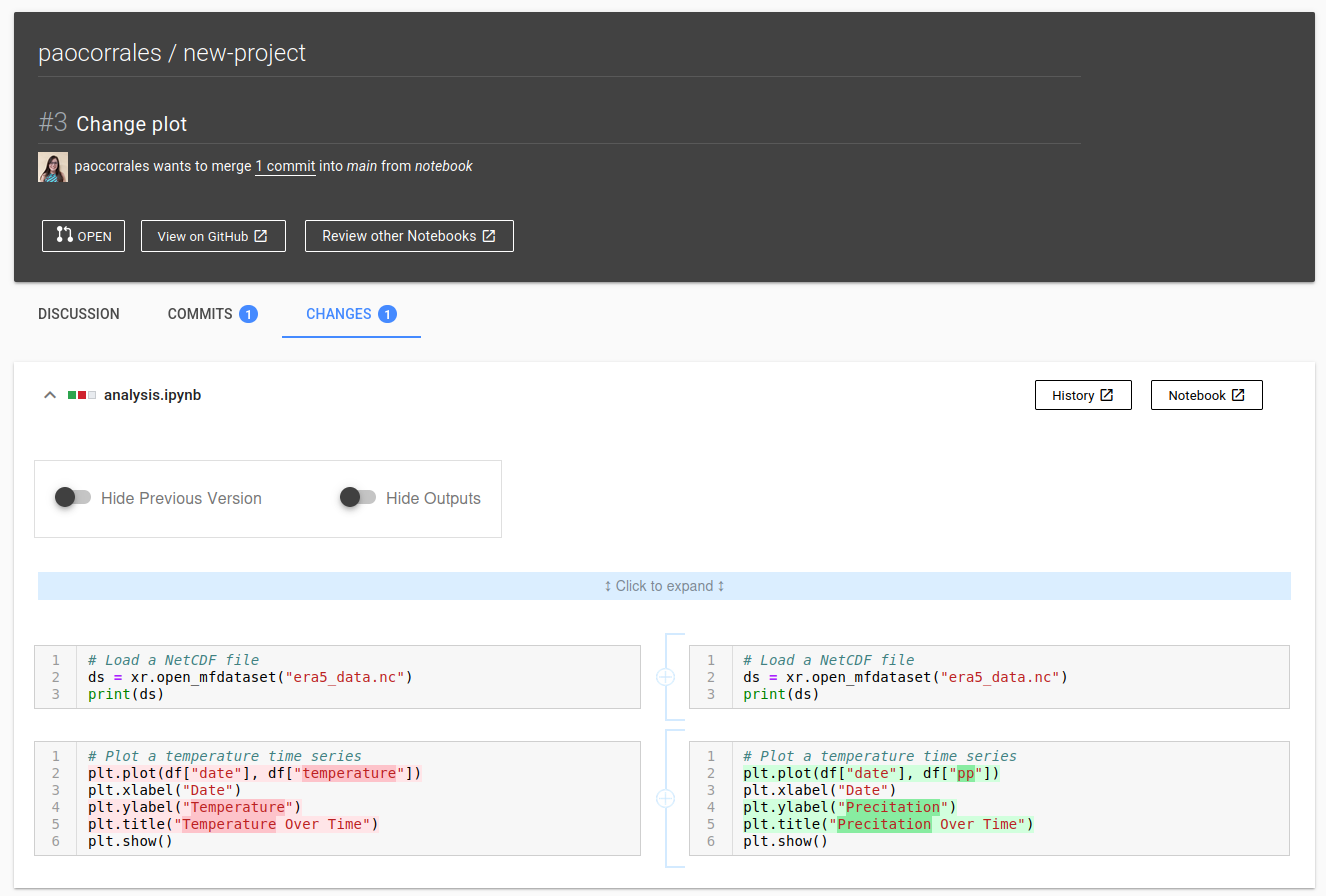 paocorrales / new-project
#3 Change plot
paocorrales wants to merge 1 commit into main from notebook
OPEN View on GitHub Review other Notebooks
DISCUSSION COMMITS 1 CHANGES 1
analysis.ipynb History Notebook
Hide Previous Version Hide Outputs
↕ Click to expand ↕
1 # Load a NetCDF file
2 ds = xr.open_mfdataset("era5_data.nc")
3 print(ds)
1 # Load a NetCDF file
2 ds = xr.open_mfdataset("era5_data.nc")
3 print(ds)
1 # Plot a temperature time series
2 plt.plot(df["date"], df["temperature"])
3 plt.xlabel("Date")
4 plt.ylabel("Temperature")
5 plt.title("Temperature Over Time")
6 plt.show()
1 # Plot a temperature time series
2 plt.plot(df["date"], df["pp"])
3 plt.xlabel("Date")
4 plt.ylabel("Precitation")
5 plt.title("Precitation Over Time")
6 plt.show()